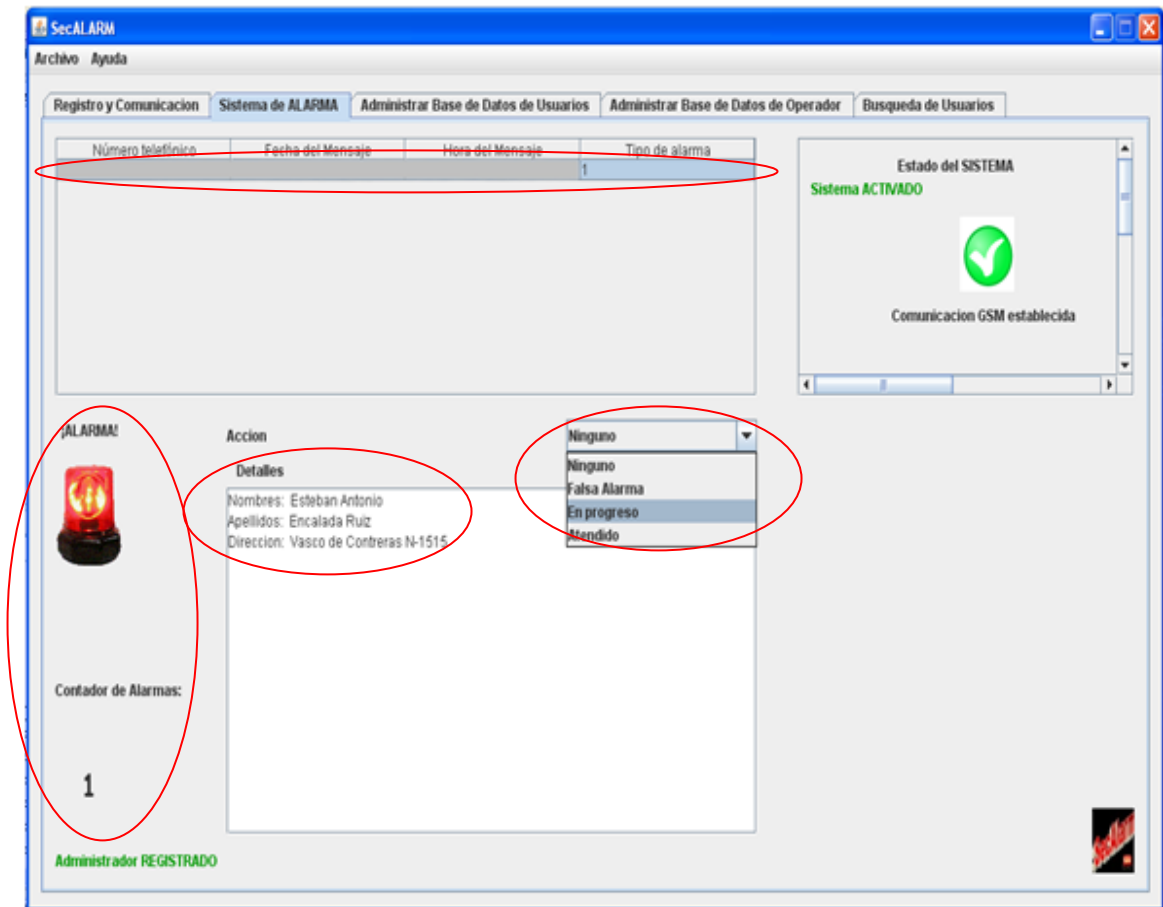 SecALARM
Archivo Ayuda
Registro y Comunicacion Sistema de ALARMA Administrar Base de Datos de Usuarios Administrar Base de Datos de Operador Busqueda de Usuarios
Número telefónico Fecha del Mensaje Hora del Mensaje Tipo de alarma
1
Estado del SISTEMA
Sistema ACTIVADO
Comunicacion GSM establecida
¡ALARMA!
Accion
Ninguno
Ninguno
Falsa Alarma
En progreso
Atendido
Detalles
Nombres: Esteban Antonio
Apellidos: Encalada Ruiz
Direccion: Vasco de Contreras N-1515
Contador de Alarmas:
1
Administrador REGISTRADO
SecAlarm